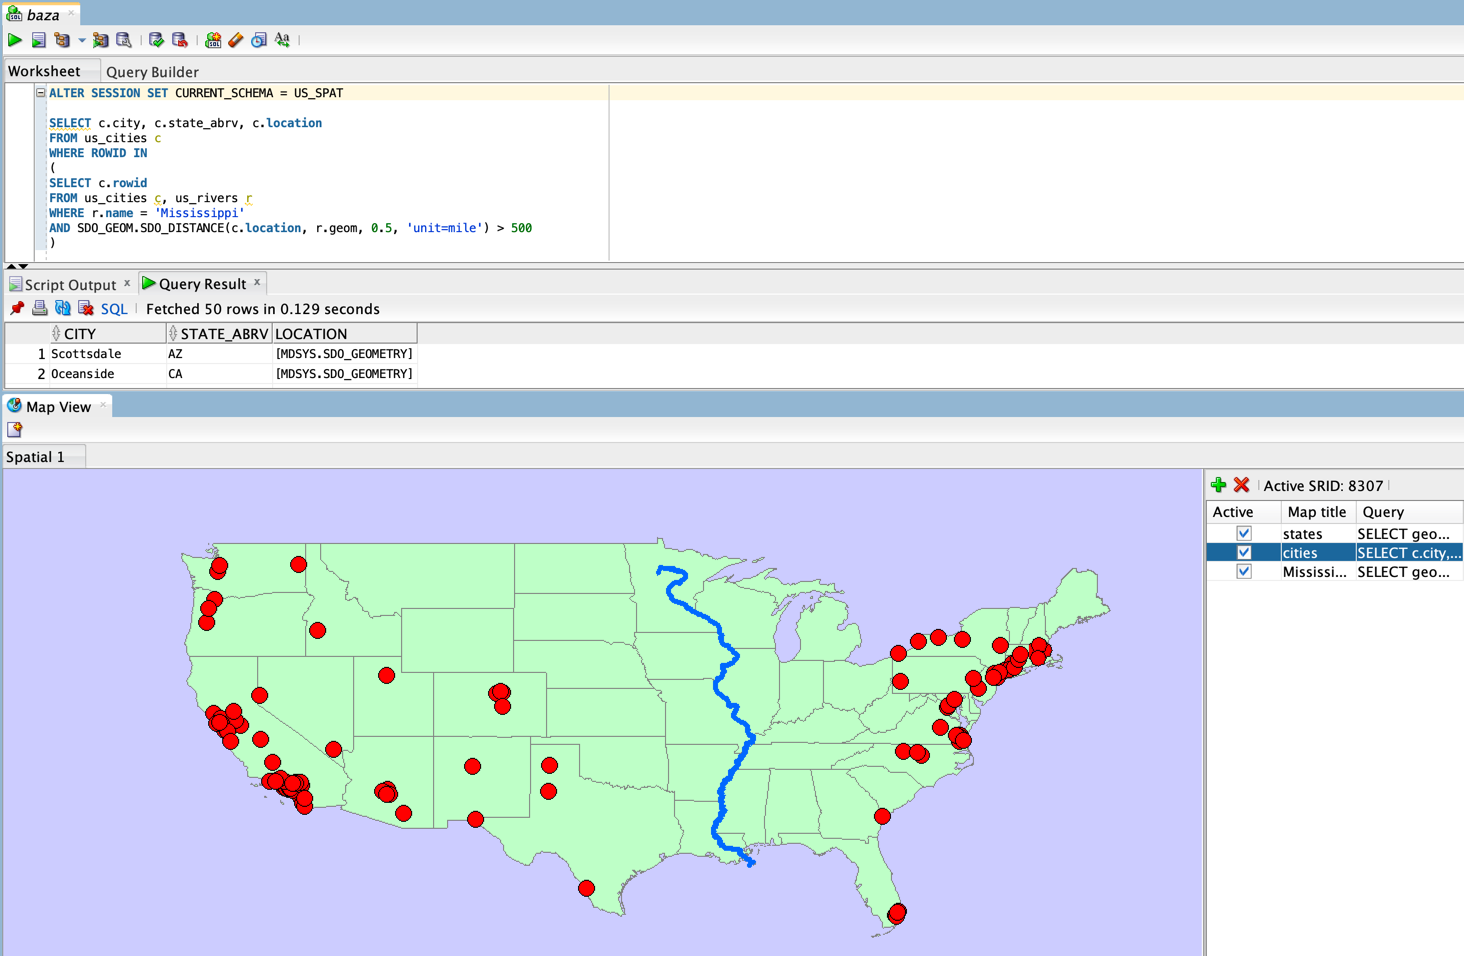 baza
Worksheet Query Builder
ALTER SESSION SET CURRENT_SCHEMA = US_SPAT
SELECT c.city, c.state_abrv, c.location
FROM us_cities c
WHERE ROWID IN
(
SELECT c.rowid
FROM us_cities c, us_rivers r
WHERE r.name = 'Mississippi'
AND SDO_GEOM.SDO_DISTANCE(c.location, r.geom, 0.5, 'unit=mile') > 500
)
Script Output Query Result
SQL Fetched 50 rows in 0.129 seconds
CITY STATE_ABRV LOCATION
1 Scottsdale AZ [MDSYS.SDO_GEOMETRY]
2 Oceanside CA [MDSYS.SDO_GEOMETRY]
Map View
Spatial 1
Active SRID: 8307
Active Map title Query
states SELECT geo...
cities SELECT c.city,...
Mississi... SELECT geo...